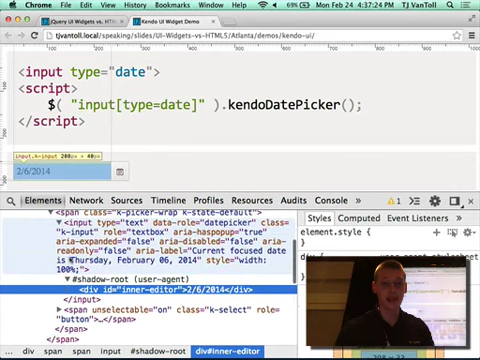 Chrome File Edit View History Bookmarks Window Help Mon Feb 24 4:37:24 PM TJ VanToll
jQuery UI Widgets vs. HTM
Kendo UI Widget Demo
tjvantoll.local/speaking/slides/UI-Widgets-vs-HTML5/Atlanta/demos/kendo-ui/
<input type="date">
<script>
$( "input[type=date]" ).kendoDatePicker();
</script>
input.k-input 208px × 40px
2/6/2014
Elements Network Sources Timeline Profiles Resources Audits Console
1
<span class="k-picker-wrap k-state-default">
<input type="text" data-role="datepicker" class="k-input" role="textbox" aria-haspopup="true" aria-expanded="false" aria-disabled="false" aria-readonly="false" aria-label="Current focused date is Thursday, February 06, 2014" style="width: 100%;">
#shadow-root (user-agent)
<div id="inner-editor">2/6/2014</div>
</input>
<span unselectable="on" class="k-select" role="button">…</span>
</span>
Styles Computed Event Listeners
element.style {
}
div
stylesheet
208 × 33
div span span input #shadow-root div#inner-editor